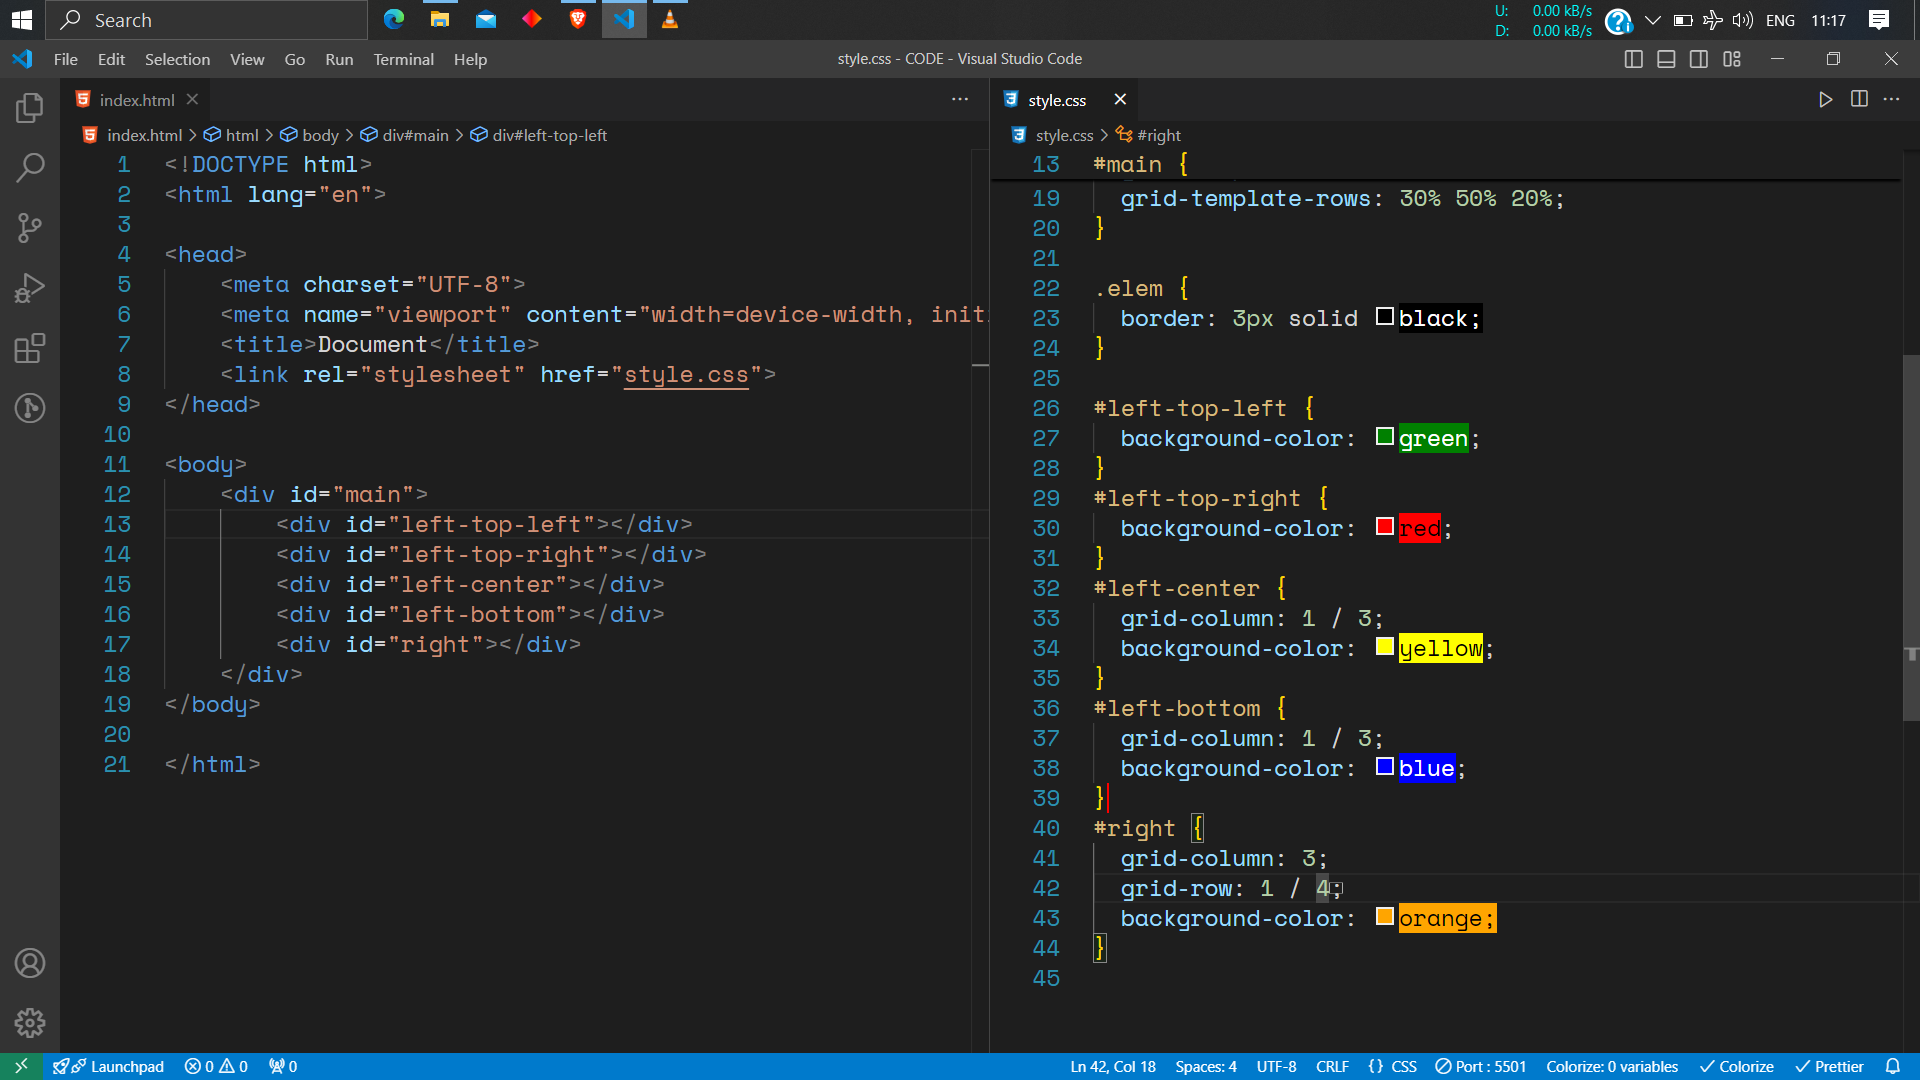 Search
U: 0.00 kB/s
D: 0.00 kB/s
ENG 11:17
File Edit Selection View Go Run Terminal Help
style.css - CODE - Visual Studio Code
index.html
index.html > html > body > div#main > div#left-top-left
1 <!DOCTYPE html>
2 <html lang="en">
3
4 <head>
5 <meta charset="UTF-8">
6 <meta name="viewport" content="width=device-width, init
7 <title>Document</title>
8 <link rel="stylesheet" href="style.css">
9 </head>
10
11 <body>
12 <div id="main">
13 <div id="left-top-left"></div>
14 <div id="left-top-right"></div>
15 <div id="left-center"></div>
16 <div id="left-bottom"></div>
17 <div id="right"></div>
18 </div>
19 </body>
20
21 </html>
style.css
style.css > #right
13 #main {
19 grid-template-rows: 30% 50% 20%;
20 }
21
22 .elem {
23 border: 3px solid black;
24 }
25
26 #left-top-left {
27 background-color: green;
28 }
29 #left-top-right {
30 background-color: red;
31 }
32 #left-center {
33 grid-column: 1 / 3;
34 background-color: yellow;
35 }
36 #left-bottom {
37 grid-column: 1 / 3;
38 background-color: blue;
39 }
40 #right {
41 grid-column: 3;
42 grid-row: 1 / 4;
43 background-color: orange;
44 }
45
Launchpad 0 0 0
Ln 42, Col 18 Spaces: 4 UTF-8 CRLF {} CSS Port : 5501 Colorize: 0 variables Colorize Prettier